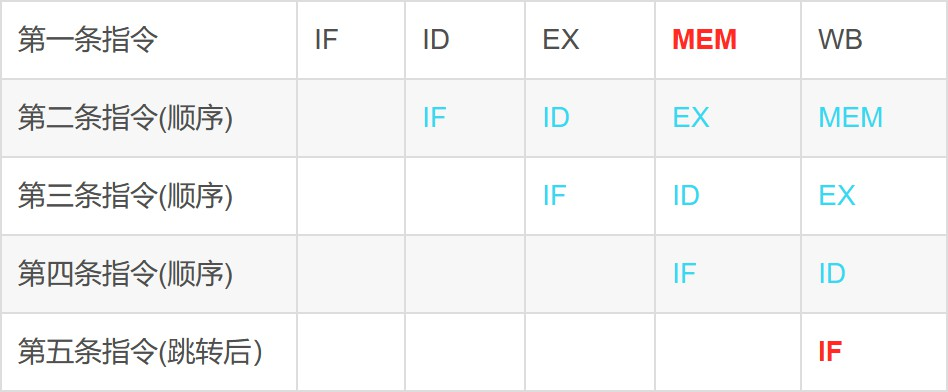 第一条指令 IF ID EX MEM WB
第二条指令(顺序) IF ID EX MEM
第三条指令(顺序) IF ID EX
第四条指令(顺序) IF ID
第五条指令(跳转后） IF